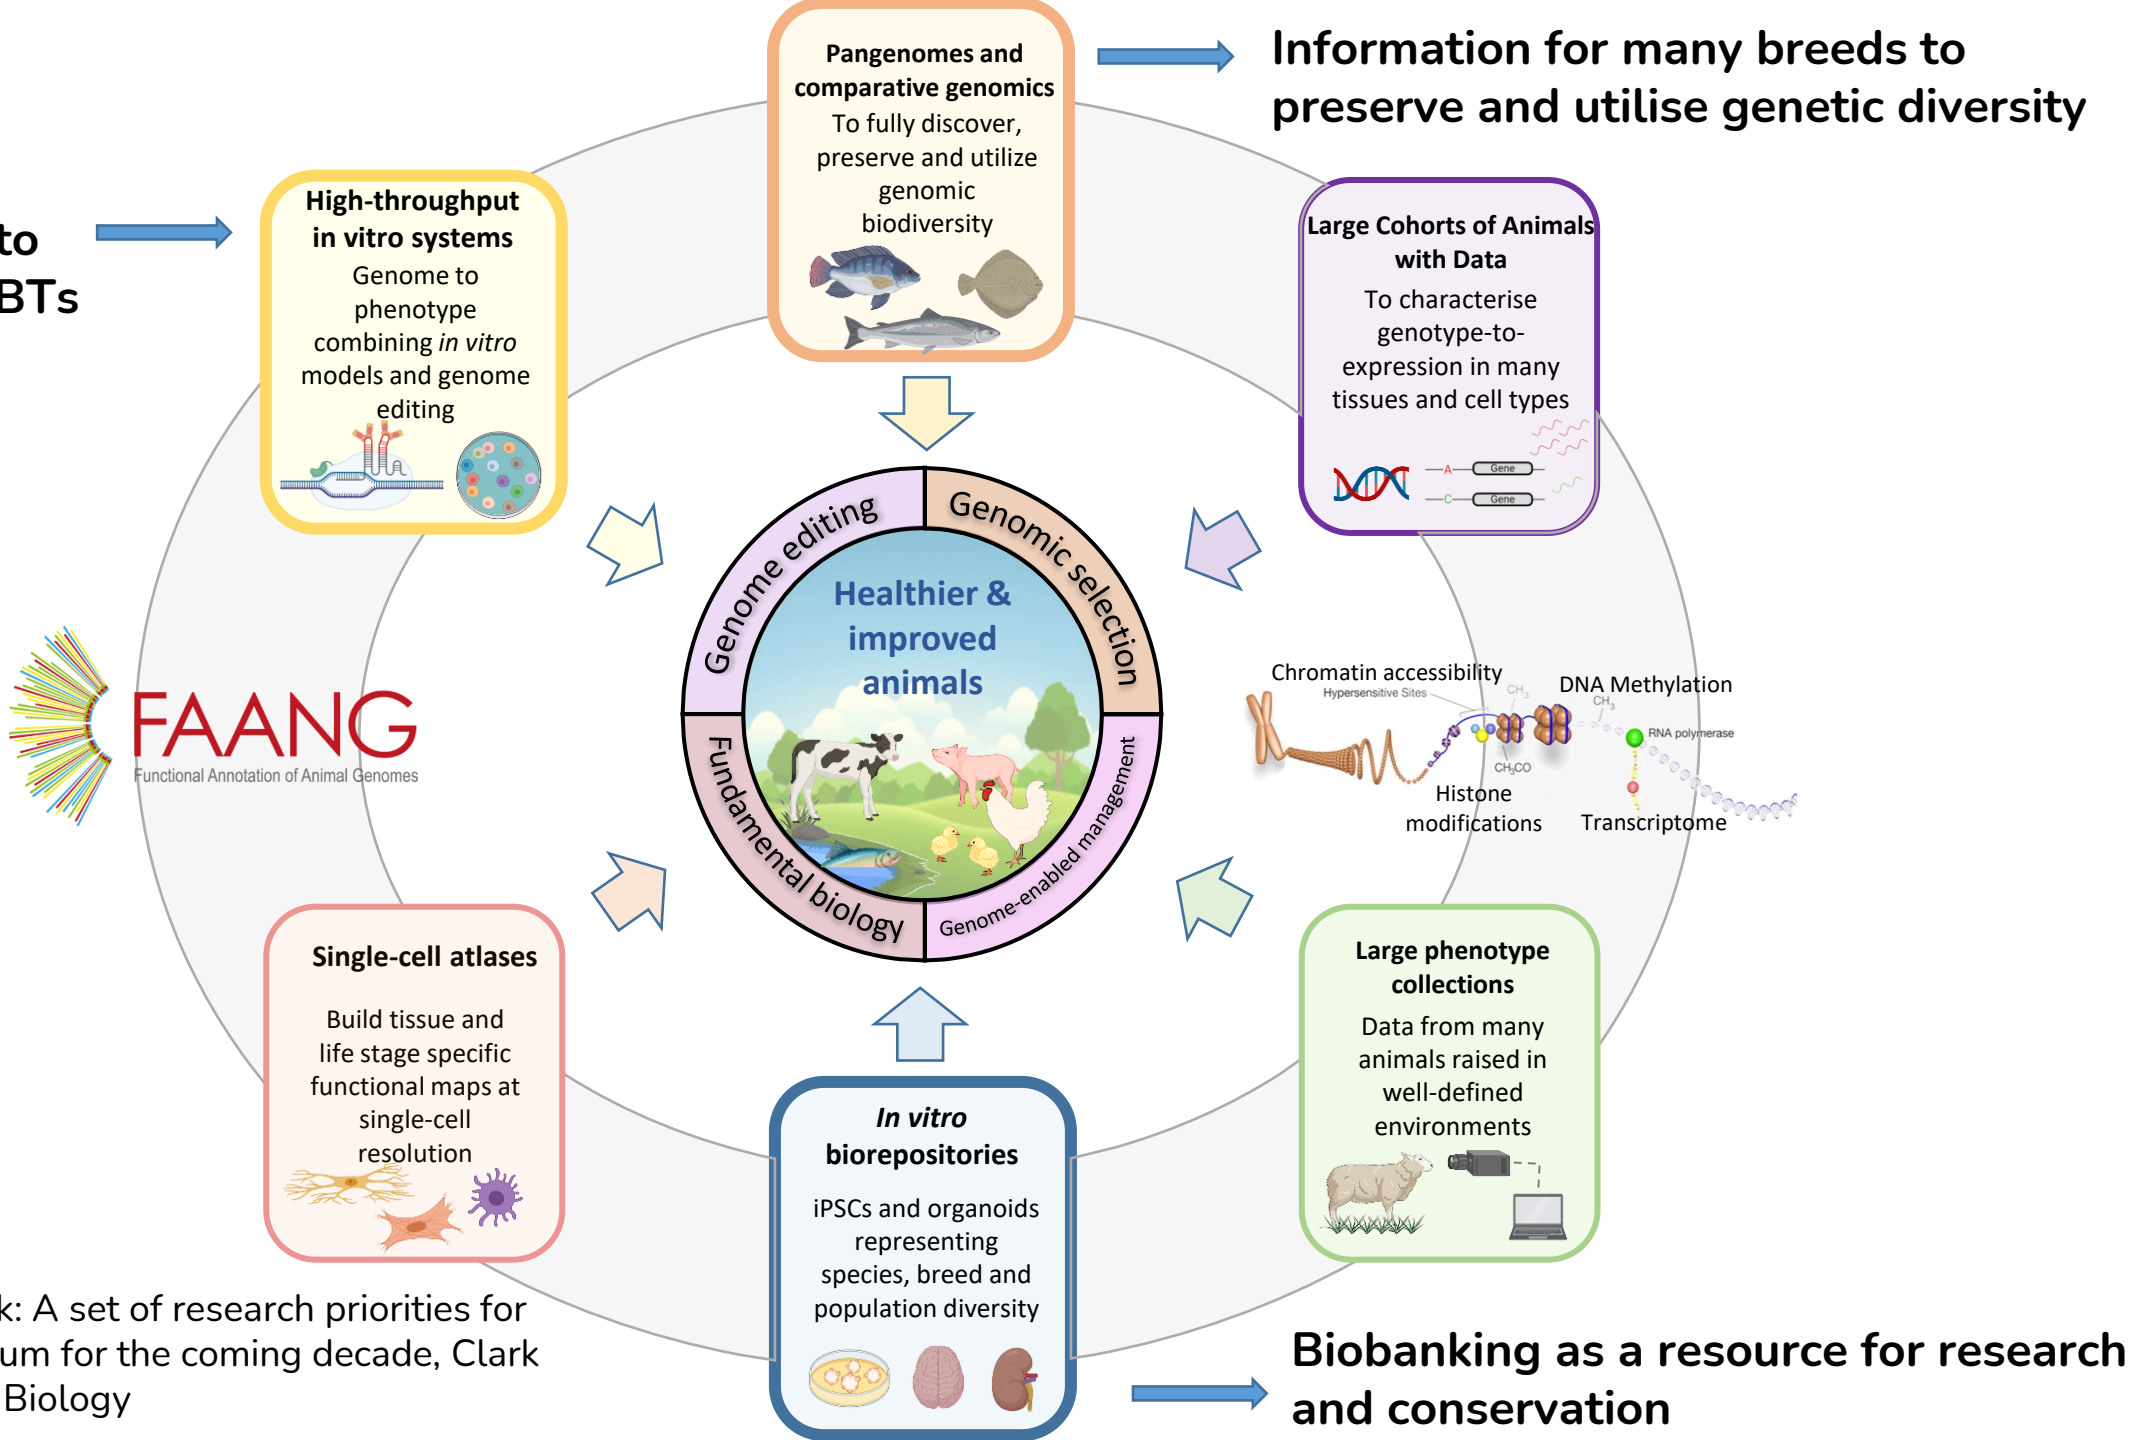 Pangenomes and
comparative genomics
To fully discover,
preserve and utilize
genomic
biodiversity
Information for many breeds to
preserve and utilise genetic diversity
to
BTs
High-throughput
in vitro systems
Genome to
phenotype
combining in vitro
models and genome
editing
Large Cohorts of Animals
with Data
To characterise
genotype-to-
expression in many
tissues and cell types
A
Gene
C
Gene
Genome editing
Genomic selection
Healthier &
improved
animals
Fundamental biology
Genome-enabled management
FAANG
Functional Annotation of Animal Genomes
Chromatin accessibility
Hypersensitive Sites
CH3
DNA Methylation
CH3
RNA polymerase
CH3CO
Histone
modifications
Transcriptome
Single-cell atlases
Build tissue and
life stage specific
functional maps at
single-cell
resolution
In vitro
biorepositories
iPSCs and organoids
representing
species, breed and
population diversity
Large phenotype
collections
Data from many
animals raised in
well-defined
environments
k: A set of research priorities for
um for the coming decade, Clark
Biology
Biobanking as a resource for research
and conservation